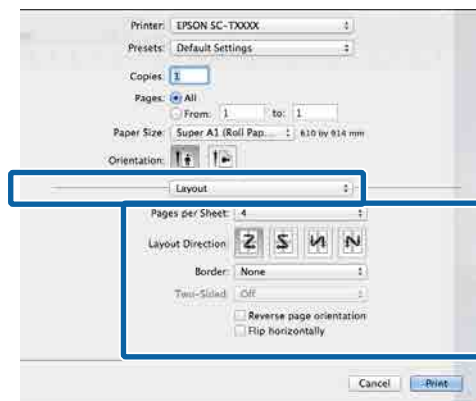 Printer: EPSON SC-TXXXX
Presets: Default Settings
Copies: 1
Pages: All
From: 1 to: 1
Paper Size: Super A1 (Roll Pap... 610 by 914 mm
Orientation:
Layout
Pages per Sheet: 4
Layout Direction
Border: None
Two-Sided: Off
Reverse page orientation
Flip horizontally
Cancel Print